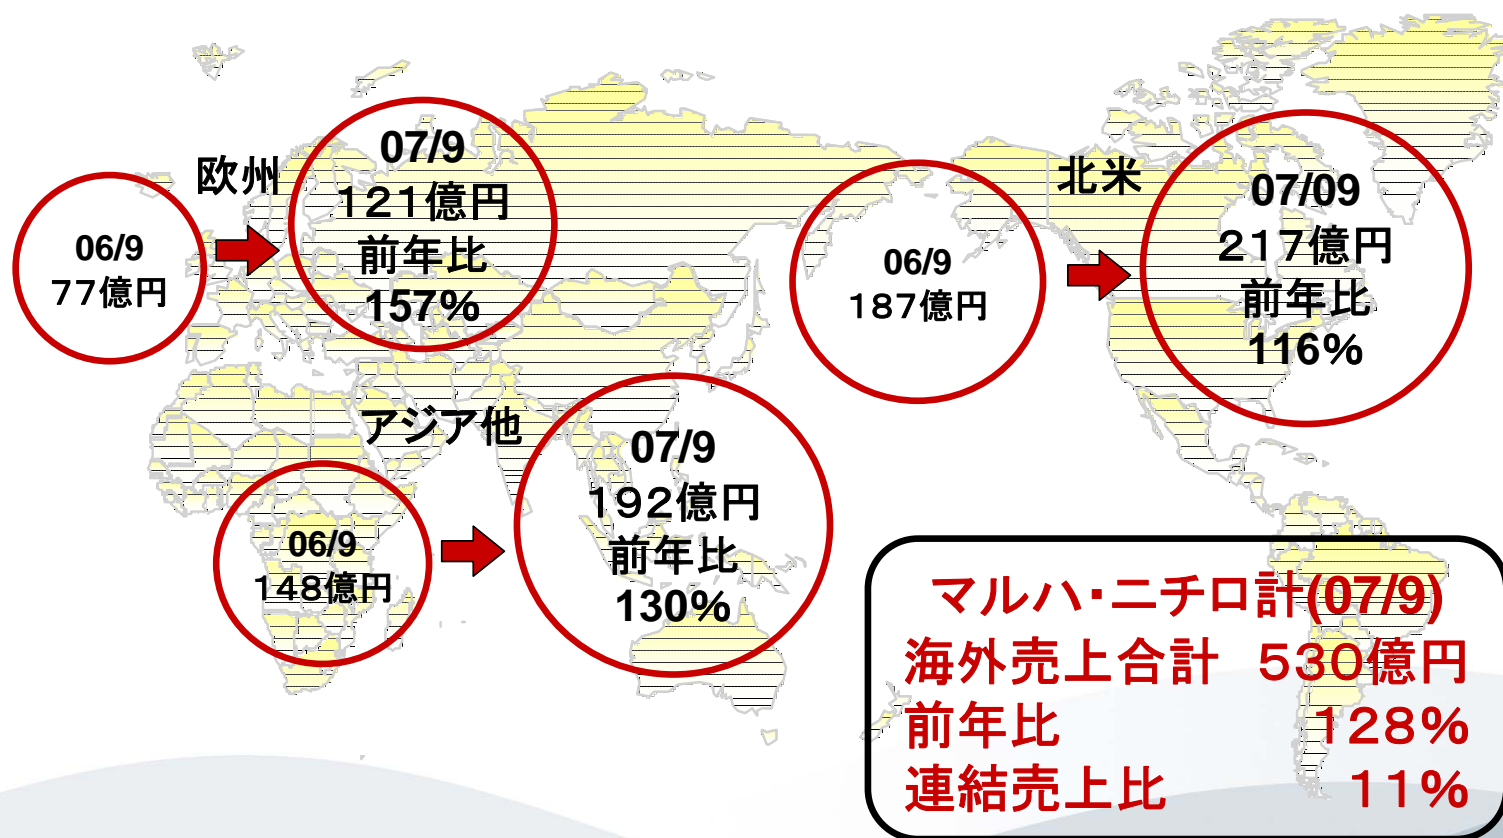 欧州
06/9
77億円
07/9
121億円
前年比
157%
北米
06/9
187億円
07/09
217億円
前年比
116%
アジア他
06/9
148億円
07/9
192億円
前年比
130%
マルハ・ニチロ計(07/9)
海外売上合計 530億円
前年比 128%
連結売上比 11%